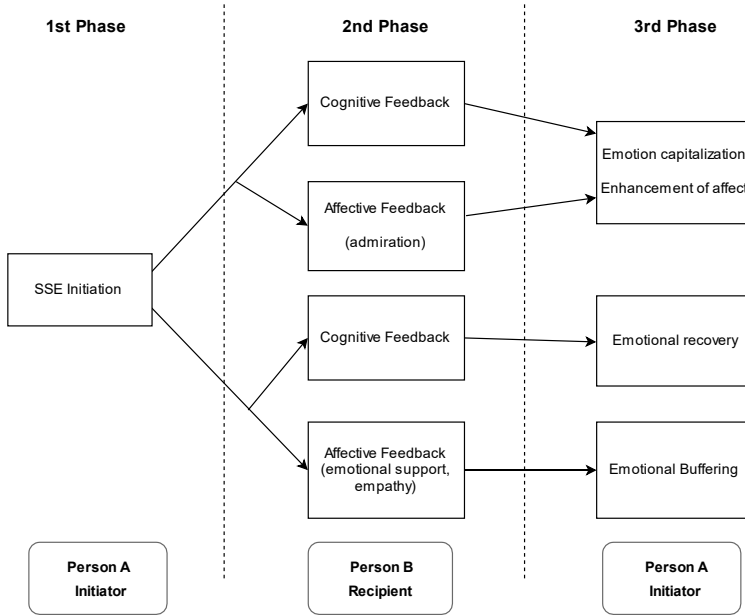 1st Phase
2nd Phase
3rd Phase
Cognitive Feedback
Emotion capitalization
Enhancement of affect
Affective Feedback
(admiration)
SSE Initiation
Cognitive Feedback
Emotional recovery
Affective Feedback
(emotional support,
empathy)
Emotional Buffering
Person A
Initiator
Person B
Recipient
Person A
Initiator